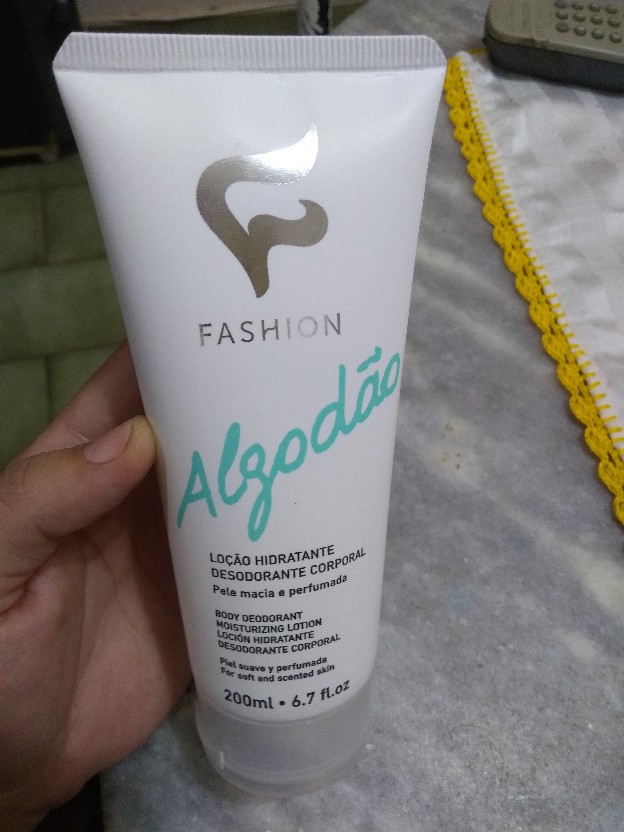 FASHION
Algodão
LOÇÃO HIDRATANTE
DESODORANTE CORPORAL
Pele macia e perfumada
BODY DEODORANT
MOISTURIZING LOTION
LOCIÓN HIDRATANTE
DESODORANTE CORPORAL
Piel suave y perfumada
For soft and scented skin
200ml • 6.7 fl.oz